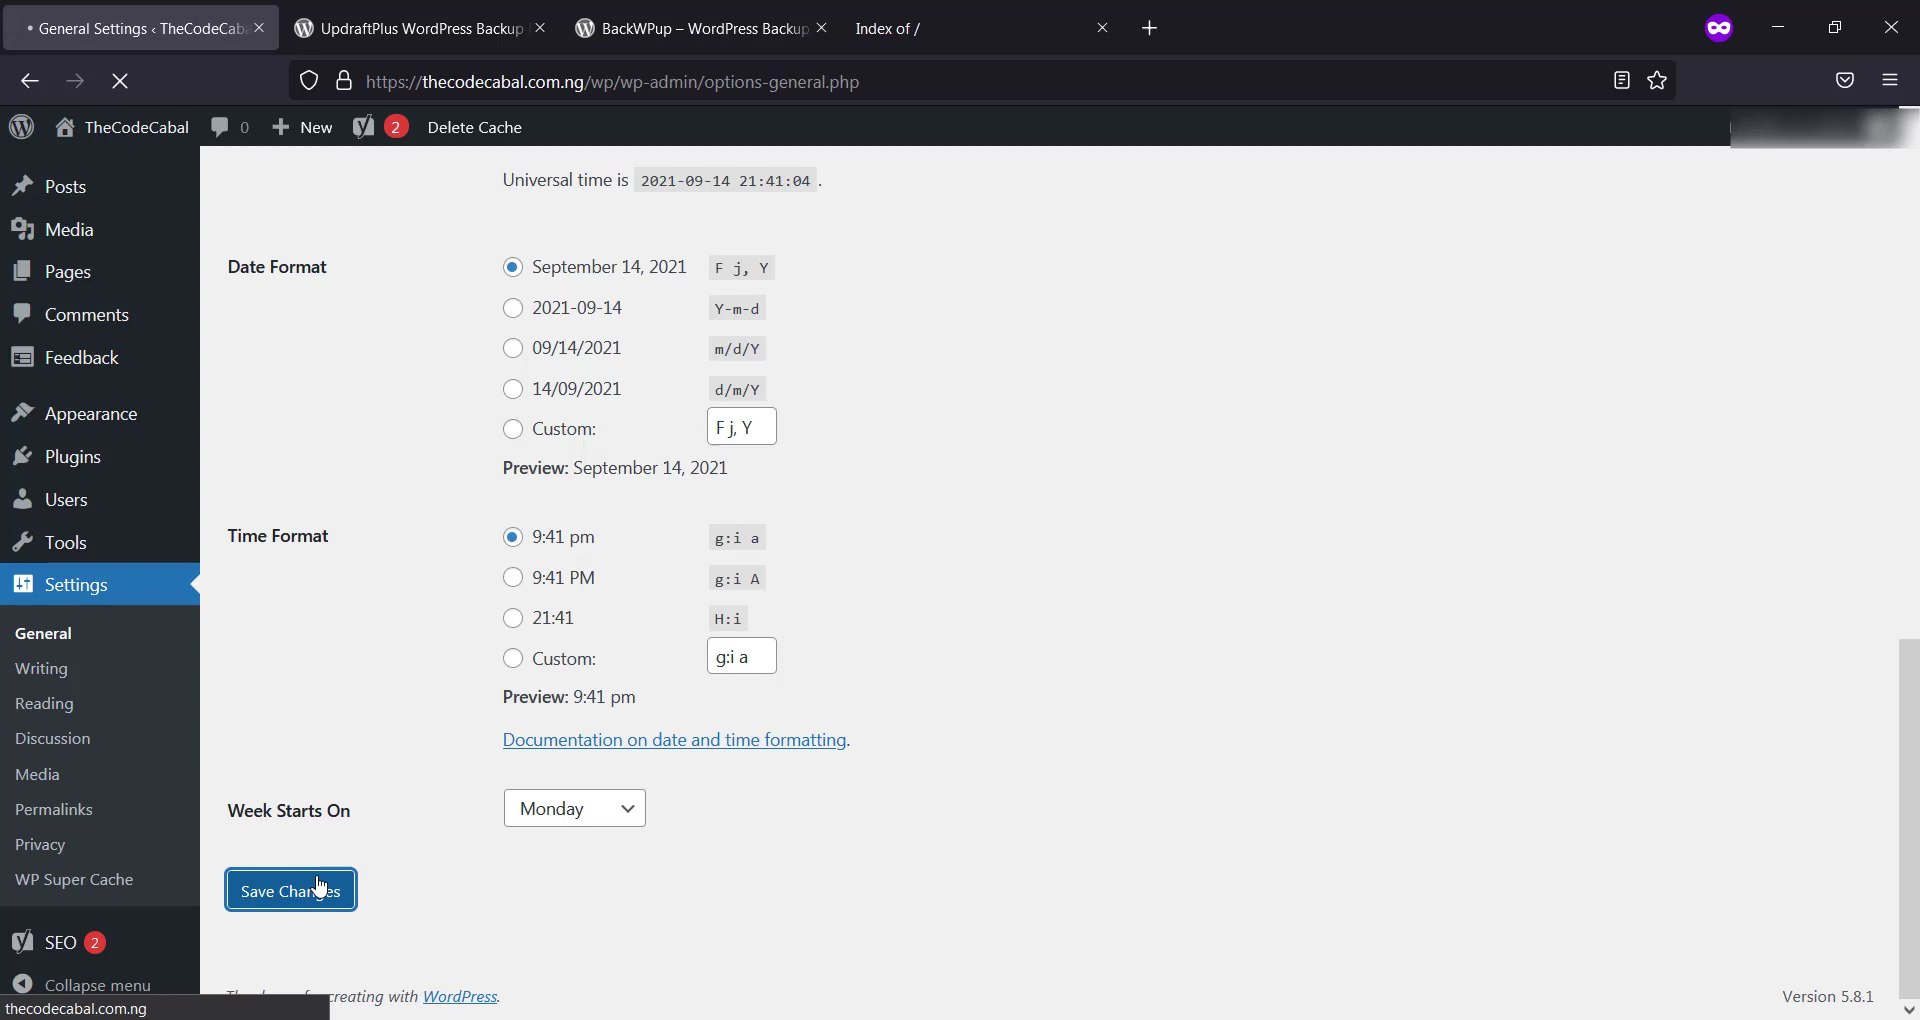 General Settings ‹ TheCodeCaba
UpdraftPlus WordPress Backup
BackWPup – WordPress Backup
Index of /
https://thecodecabal.com.ng/wp/wp-admin/options-general.php
TheCodeCabal
0
New
2
Delete Cache
Posts
Media
Pages
Comments
Feedback
Appearance
Plugins
Users
Tools
Settings
General
Writing
Reading
Discussion
Media
Permalinks
Privacy
WP Super Cache
SEO 2
Collapse menu
Universal time is 2021-09-14 21:41:04 .
Date Format
September 14, 2021 F j, Y
2021-09-14 Y-m-d
09/14/2021 m/d/Y
14/09/2021 d/m/Y
Custom: F j, Y
Preview: September 14, 2021
Time Format
9:41 pm g:i a
9:41 PM g:i A
21:41 H:i
Custom: g:i a
Preview: 9:41 pm
Documentation on date and time formatting.
Week Starts On
Monday
Save Changes
creating with WordPress.
Version 5.8.1
thecodecabal.com.ng